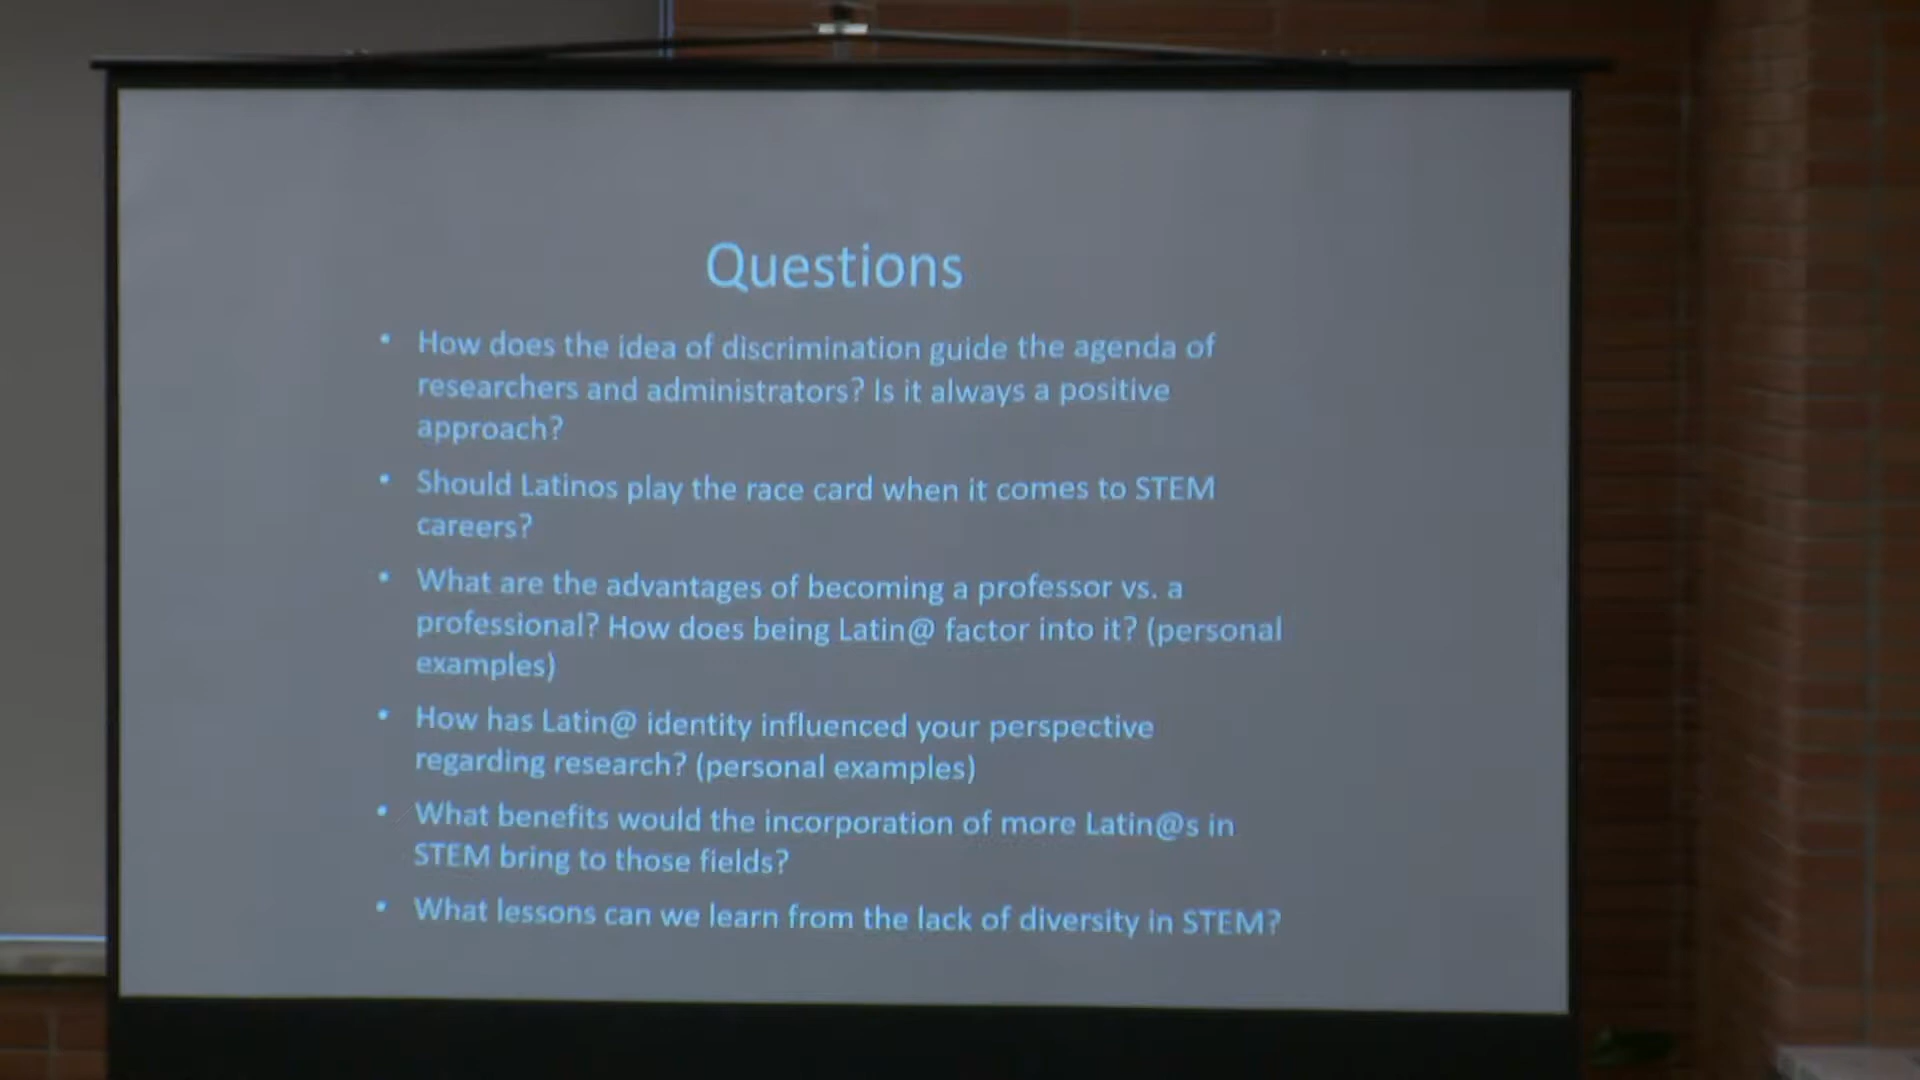 Questions
• How does the idea of discrimination guide the agenda of
researchers and administrators? Is it always a positive
approach?
• Should Latinos play the race card when it comes to STEM
careers?
• What are the advantages of becoming a professor vs. a
professional? How does being Latin@ factor into it? (personal
examples)
• How has Latin@ identity influenced your perspective
regarding research? (personal examples)
• What benefits would the incorporation of more Latin@s in
STEM bring to those fields?
• What lessons can we learn from the lack of diversity in STEM?